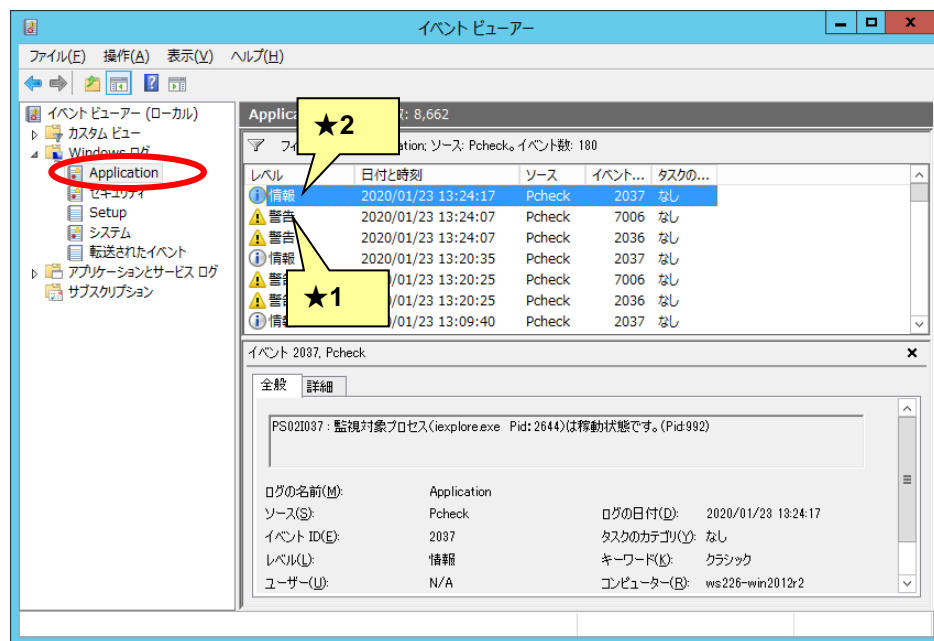 イベント ビューアー
ファイル(F) 操作(A) 表示(V) ヘルプ(H)
イベント ビューアー (ローカル)
カスタム ビュー
Windows ログ
Application
セキュリティ
Setup
システム
転送されたイベント
アプリケーションとサービス ログ
サブスクリプション
Applic : 8,662
★2
ation; ソース: Pcheck。イベント数: 180
レベル 日付と時刻 ソース イベント... タスクの...
情報 2020/01/23 13:24:17 Pcheck 2037 なし
警告 2020/01/23 13:24:07 Pcheck 7006 なし
警告 2020/01/23 13:24:07 Pcheck 2036 なし
情報 2020/01/23 13:20:35 Pcheck 2037 なし
警告 /01/23 13:20:25 Pcheck 7006 なし
★1
警 /01/23 13:20:25 Pcheck 2036 なし
情 /01/23 13:09:40 Pcheck 2037 なし
イベント 2037, Pcheck
全般 詳細
PS02I037 : 監視対象プロセス(iexplore.exe Pid: 2644)は稼動状態です。(Pid:992)
ログの名前(M): Application
ソース(S): Pcheck ログの日付(D): 2020/01/23 13:24:17
イベント ID(E): 2037 タスクのカテゴリ(Y): なし
レベル(L): 情報 キーワード(K): クラシック
ユーザー(U): N/A コンピューター(R): ws226-win2012r2